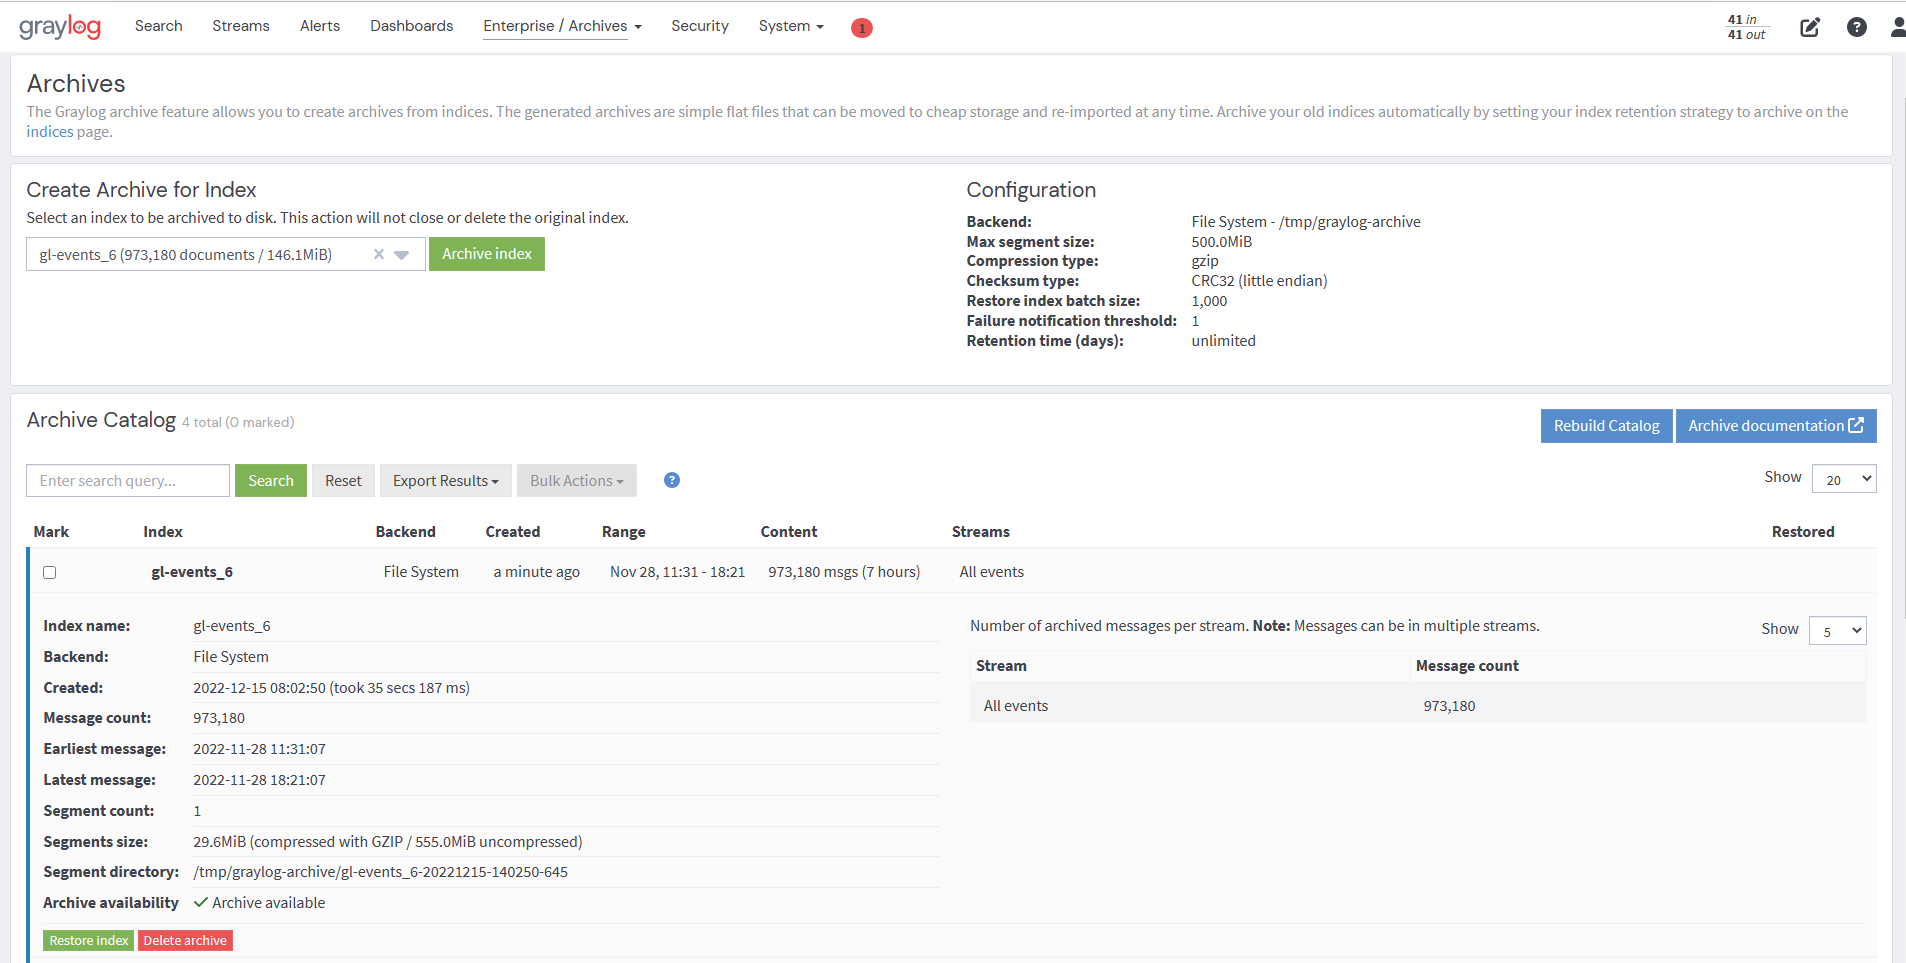 graylog Search Streams Alerts Dashboards Enterprise / Archives Security System 1 41 in
41 out
Archives
The Graylog archive feature allows you to create archives from indices. The generated archives are simple flat files that can be moved to cheap storage and re-imported at any time. Archive your old indices automatically by setting your index retention strategy to archive on the
indices page.
Create Archive for Index
Select an index to be archived to disk. This action will not close or delete the original index.
gl-events_6 (973,180 documents / 146.1MiB) × Archive index
Configuration
Backend: File System - /tmp/graylog-archive
Max segment size: 500.0MiB
Compression type: gzip
Checksum type: CRC32 (little endian)
Restore index batch size: 1,000
Failure notification threshold: 1
Retention time (days): unlimited
Archive Catalog 4 total (0 marked)
Rebuild Catalog Archive documentation
Enter search query... Search Reset Export Results Bulk Actions ? Show 20
Mark Index Backend Created Range Content Streams Restored
gl-events_6 File System a minute ago Nov 28, 11:31 - 18:21 973,180 msgs (7 hours) All events
Index name: gl-events_6
Backend: File System
Created: 2022-12-15 08:02:50 (took 35 secs 187 ms)
Message count: 973,180
Earliest message: 2022-11-28 11:31:07
Latest message: 2022-11-28 18:21:07
Segment count: 1
Segments size: 29.6MiB (compressed with GZIP / 555.0MiB uncompressed)
Segment directory: /tmp/graylog-archive/gl-events_6-20221215-140250-645
Archive availability Archive available
Restore index Delete archive
Number of archived messages per stream. Note: Messages can be in multiple streams. Show 5
Stream Message count
All events 973,180